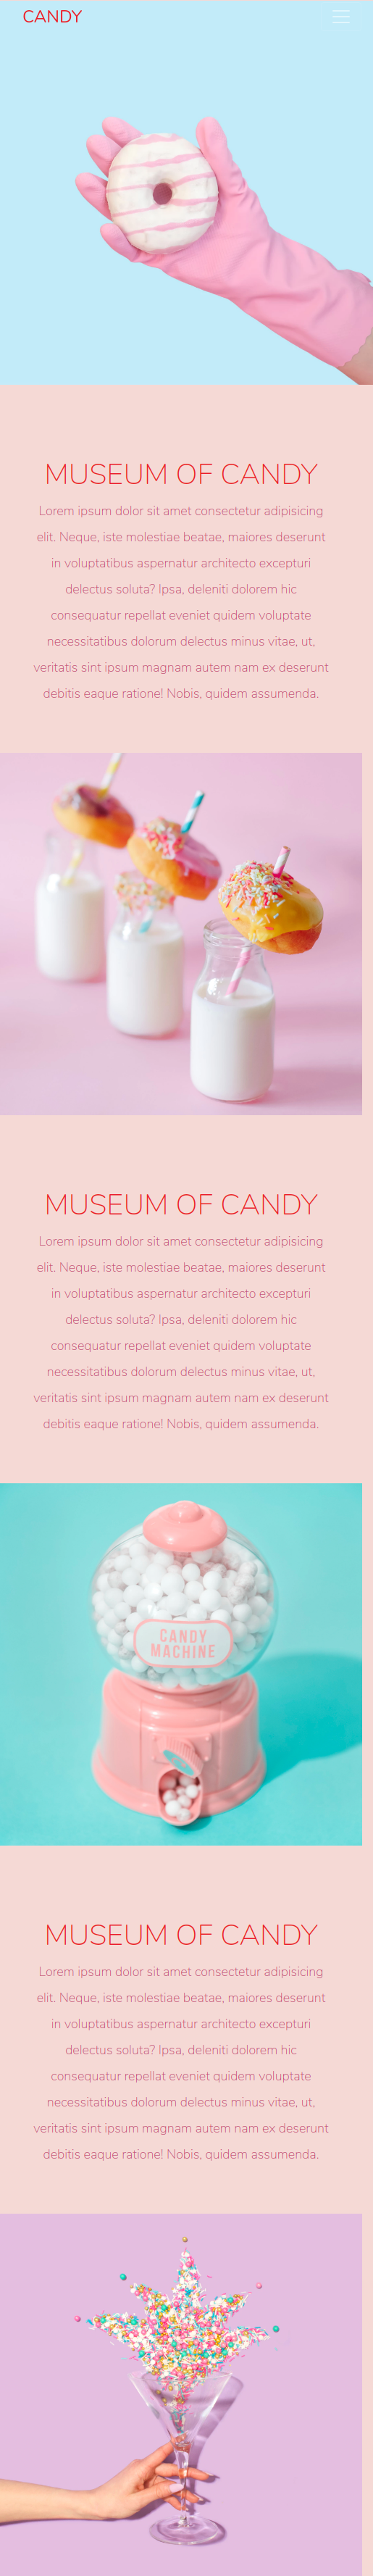 CANDY
MUSEUM OF CANDY
Lorem ipsum dolor sit amet consectetur adipisicing
elit. Neque, iste molestiae beatae, maiores deserunt
in voluptatibus aspernatur architecto excepturi
delectus soluta? Ipsa, deleniti dolorem hic
consequatur repellat eveniet quidem voluptate
necessitatibus dolorum delectus minus vitae, ut,
veritatis sint ipsum magnam autem nam ex deserunt
debitis eaque ratione! Nobis, quidem assumenda.
MUSEUM OF CANDY
Lorem ipsum dolor sit amet consectetur adipisicing
elit. Neque, iste molestiae beatae, maiores deserunt
in voluptatibus aspernatur architecto excepturi
delectus soluta? Ipsa, deleniti dolorem hic
consequatur repellat eveniet quidem voluptate
necessitatibus dolorum delectus minus vitae, ut,
veritatis sint ipsum magnam autem nam ex deserunt
debitis eaque ratione! Nobis, quidem assumenda.
CANDY
MACHINE
MUSEUM OF CANDY
Lorem ipsum dolor sit amet consectetur adipisicing
elit. Neque, iste molestiae beatae, maiores deserunt
in voluptatibus aspernatur architecto excepturi
delectus soluta? Ipsa, deleniti dolorem hic
consequatur repellat eveniet quidem voluptate
necessitatibus dolorum delectus minus vitae, ut,
veritatis sint ipsum magnam autem nam ex deserunt
debitis eaque ratione! Nobis, quidem assumenda.